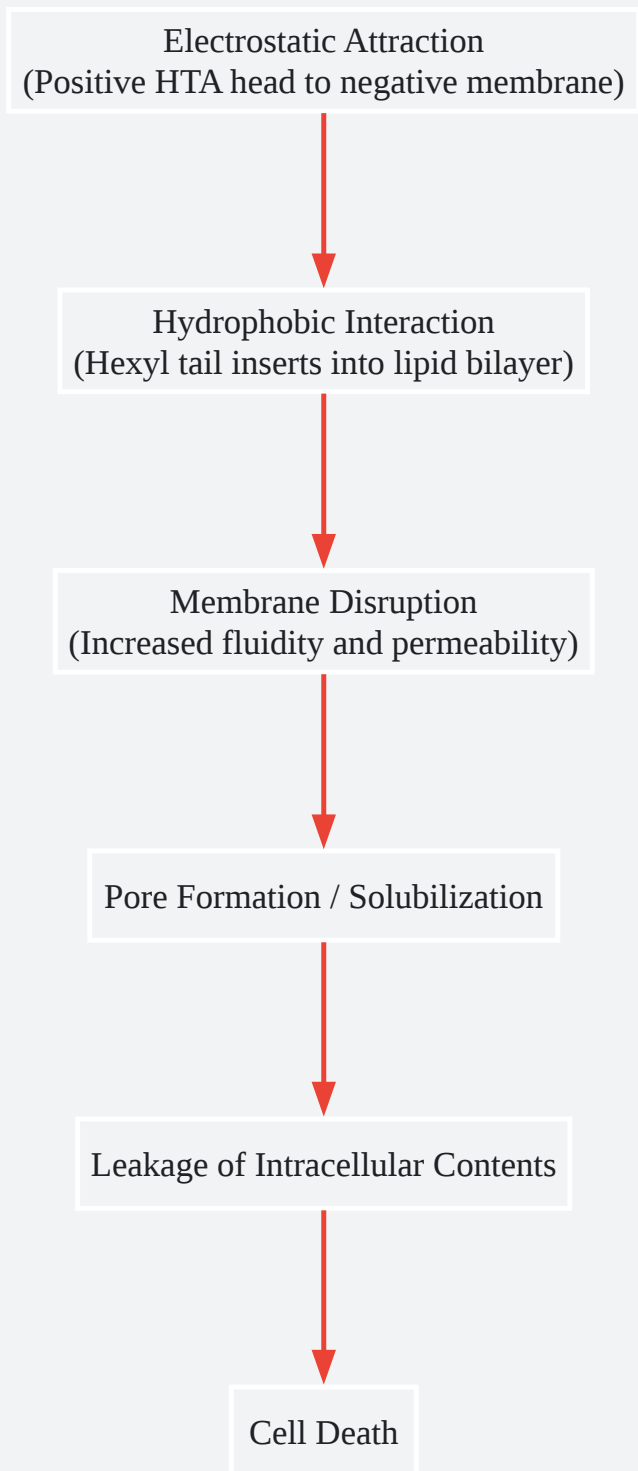 Electrostatic Attraction
(Positive HTA head to negative membrane)
Hydrophobic Interaction
(Hexyl tail inserts into lipid bilayer)
Membrane Disruption
(Increased fluidity and permeability)
Pore Formation / Solubilization
Leakage of Intracellular Contents
Cell Death